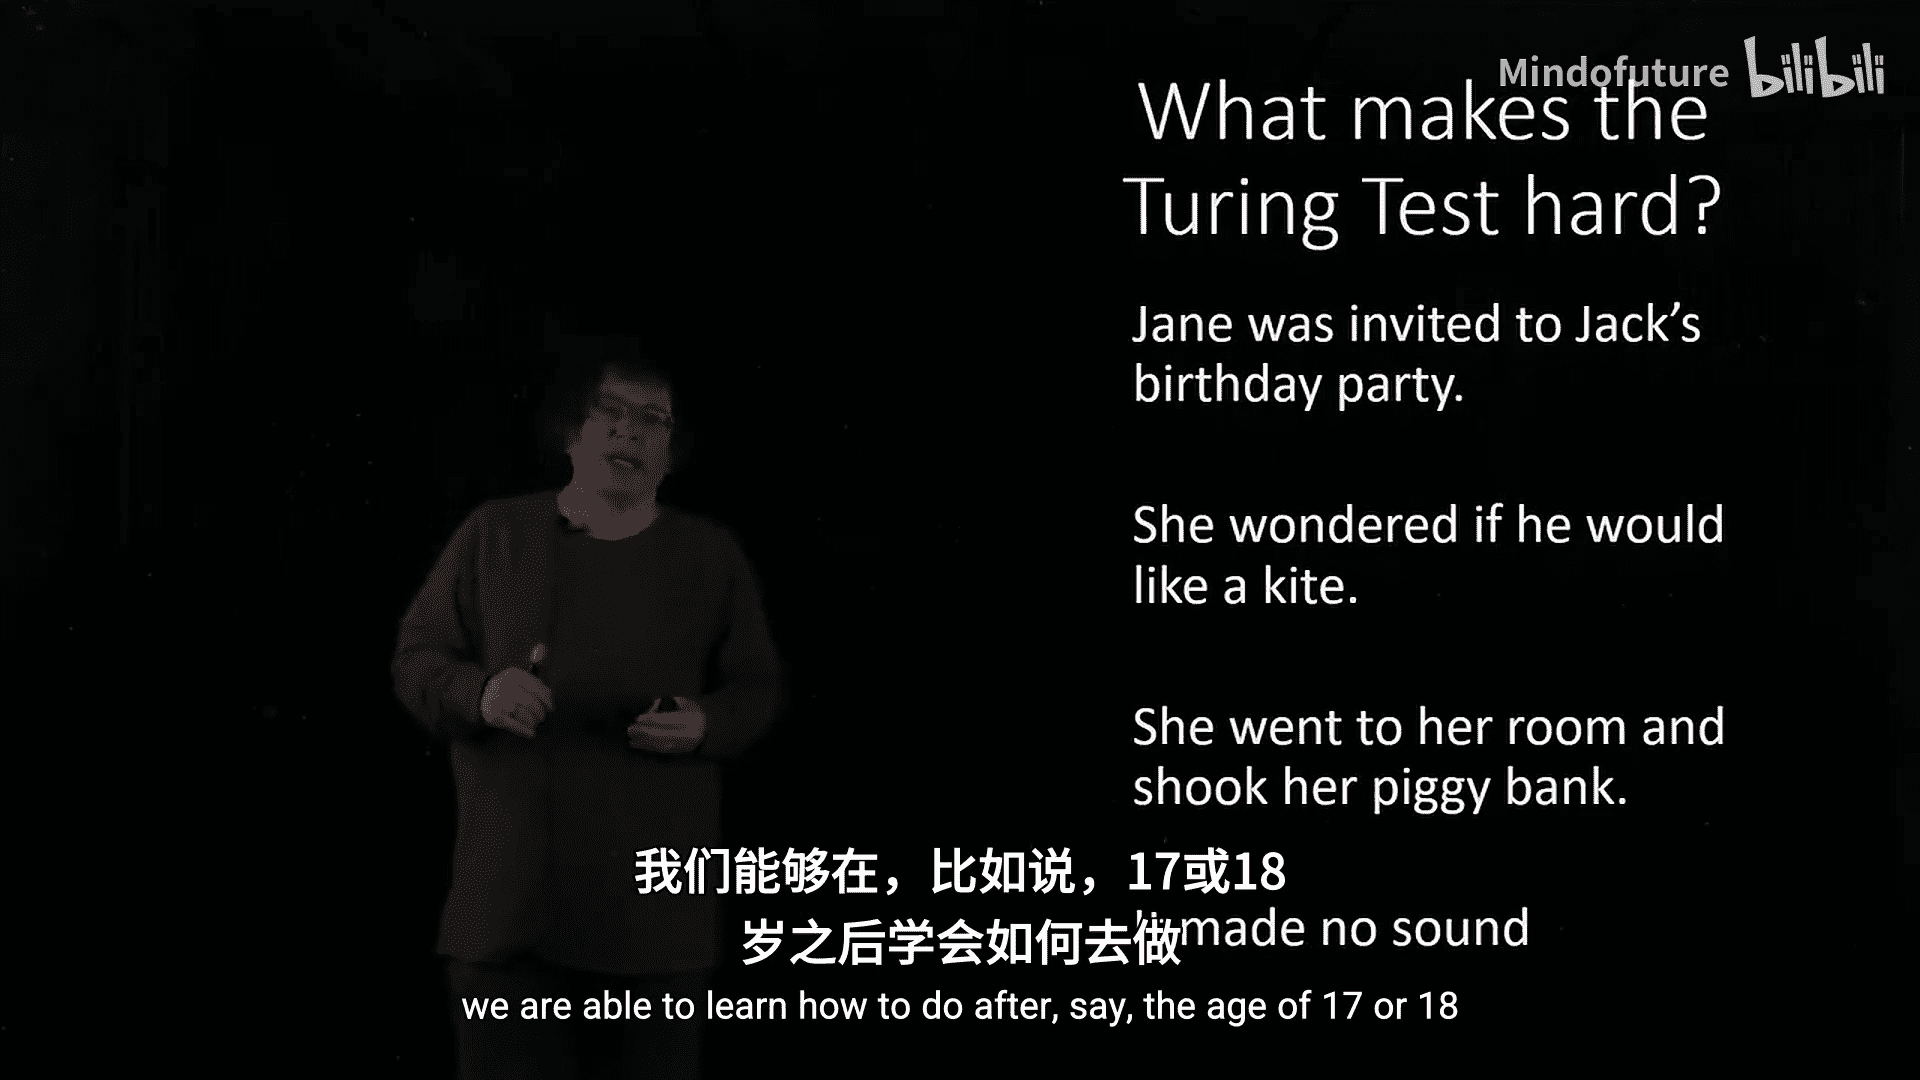 Mindofuture bilibili
What makes the
Turing Test hard?
Jane was invited to Jack’s
birthday party.
She wondered if he would
like a kite.
She went to her room and
shook her piggy bank.
made no sound
我们能够在，比如说，17或18
岁之后学会如何去做
we are able to learn how to do after, say, the age of 17 or 18